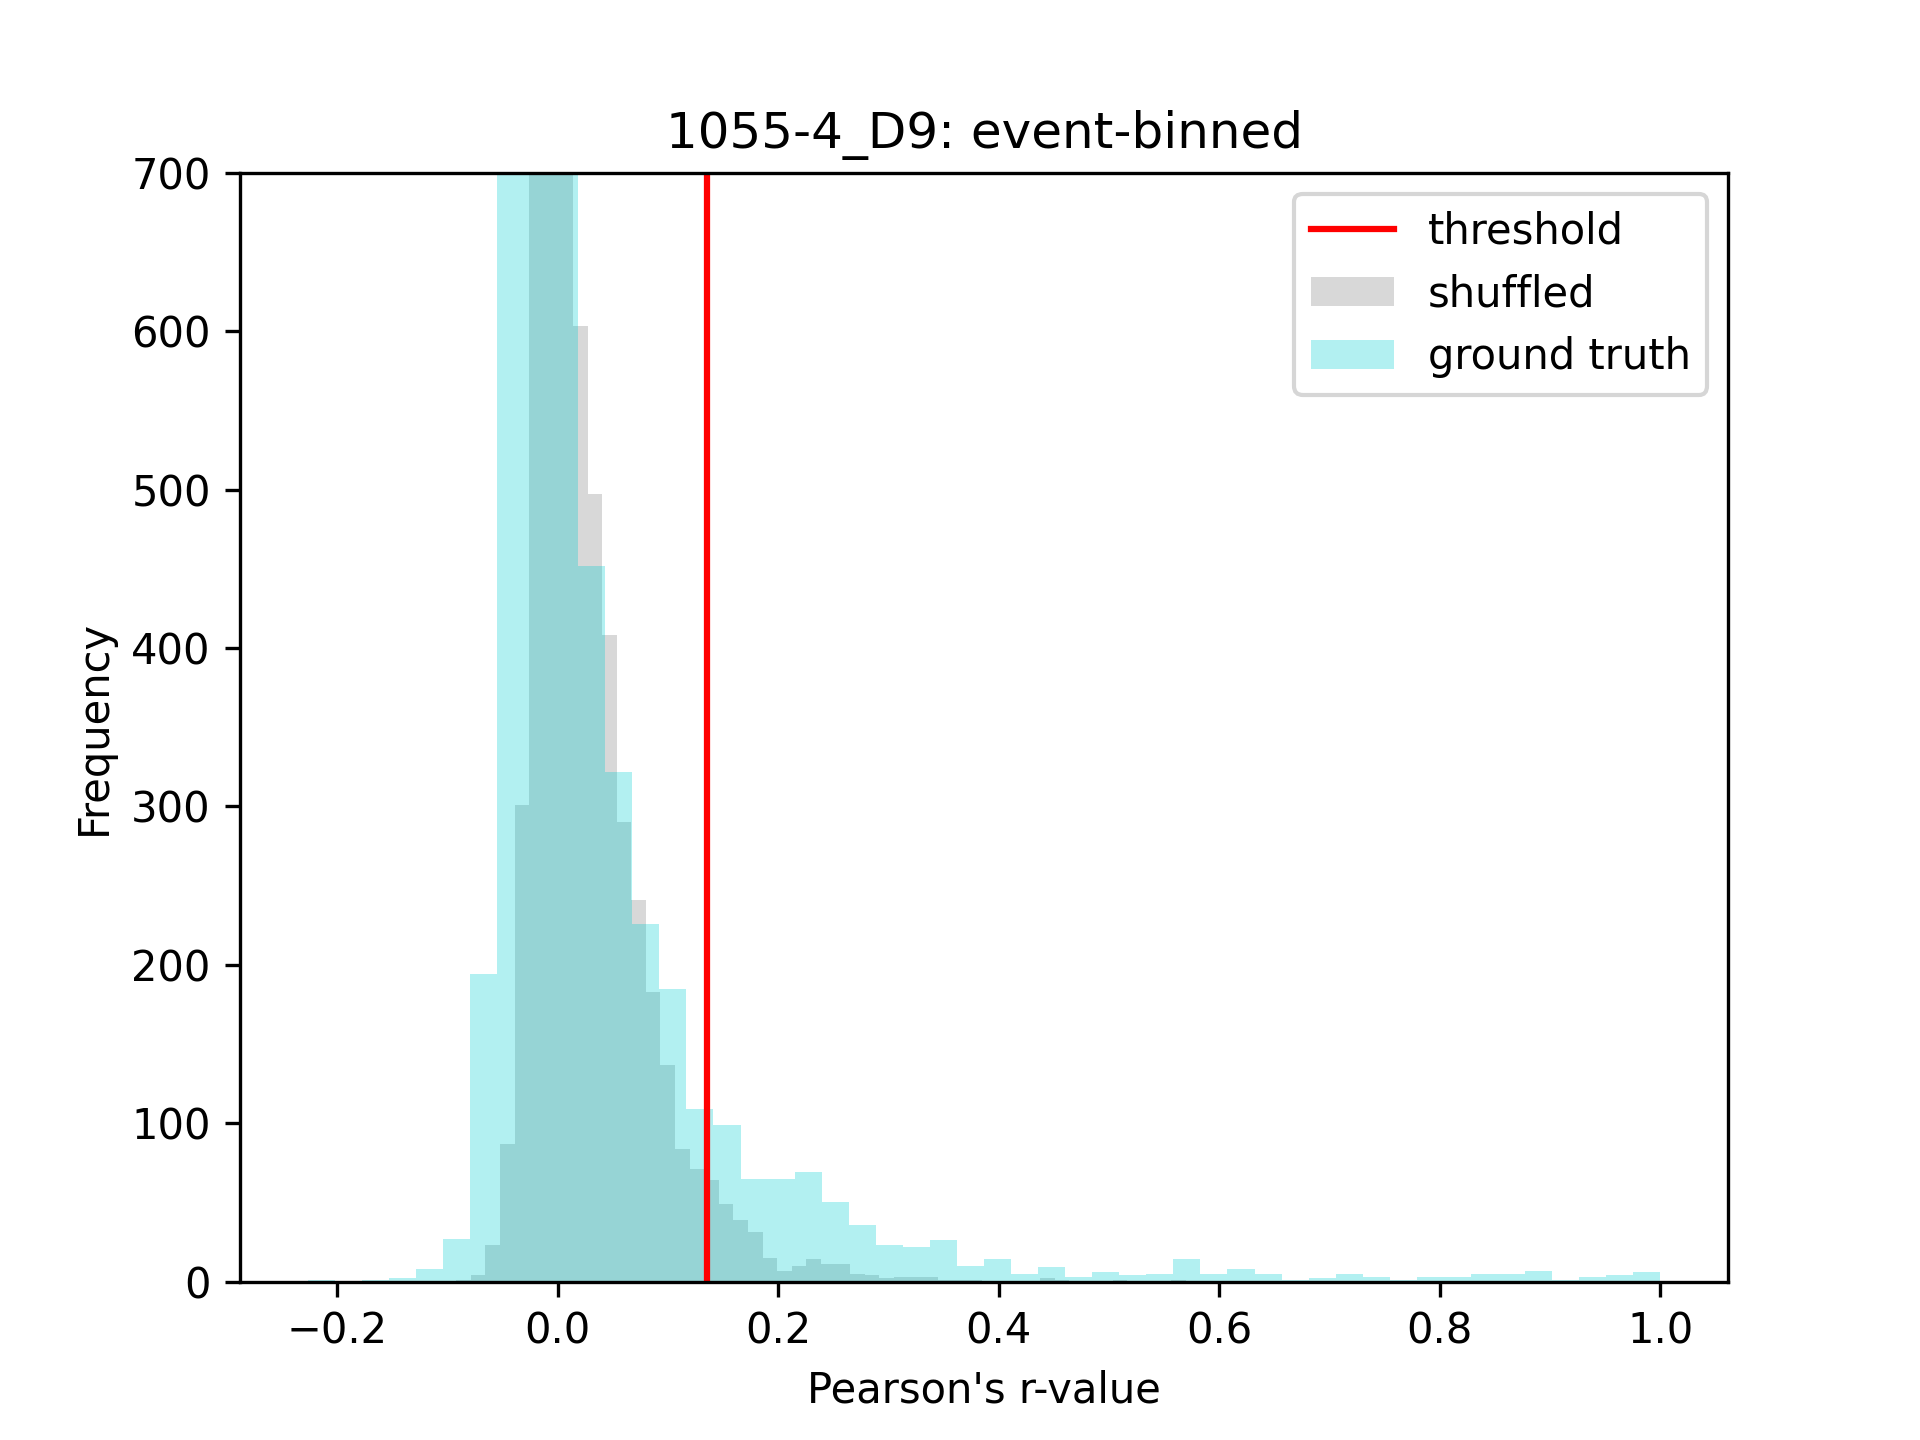 1055-4_D9: event-binned
700
600
500
400
300
200
100
0
Frequency
threshold
shuffled
ground truth
−0.2 0.0 0.2 0.4 0.6 0.8 1.0
Pearson's r-value